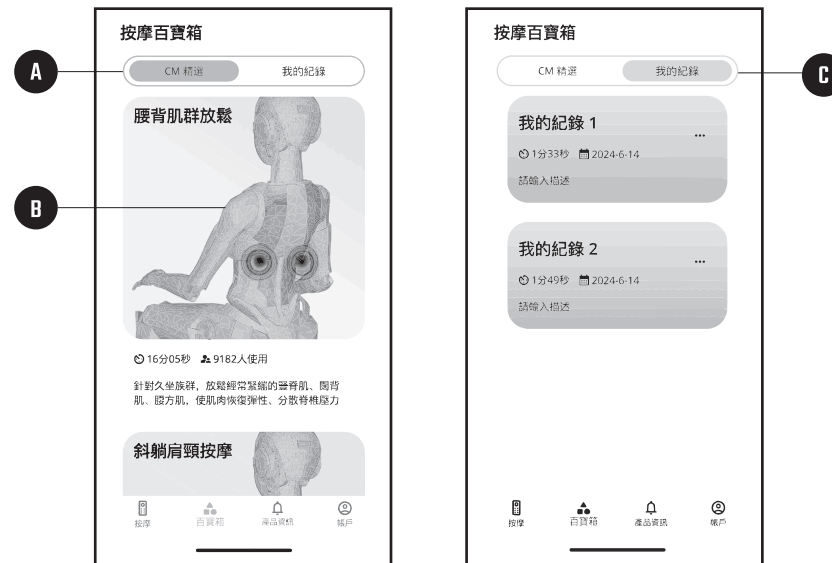 按摩百寶箱
A
CM 精選
我的紀錄
腰背肌群放鬆
B
16分05秒
9182人使用
針對久坐族群，放鬆經常緊繃的豎脊肌、闊背
肌、腰方肌，使肌肉恢復彈性、分散脊椎壓力
斜躺肩頸按摩
按摩
百寶箱
產品資訊
帳戶
按摩百寶箱
CM 精選
我的紀錄
C
我的紀錄 1
...
1分33秒
2024-6-14
請輸入描述
我的紀錄 2
...
1分49秒
2024-6-14
請輸入描述
按摩
百寶箱
產品資訊
帳戶